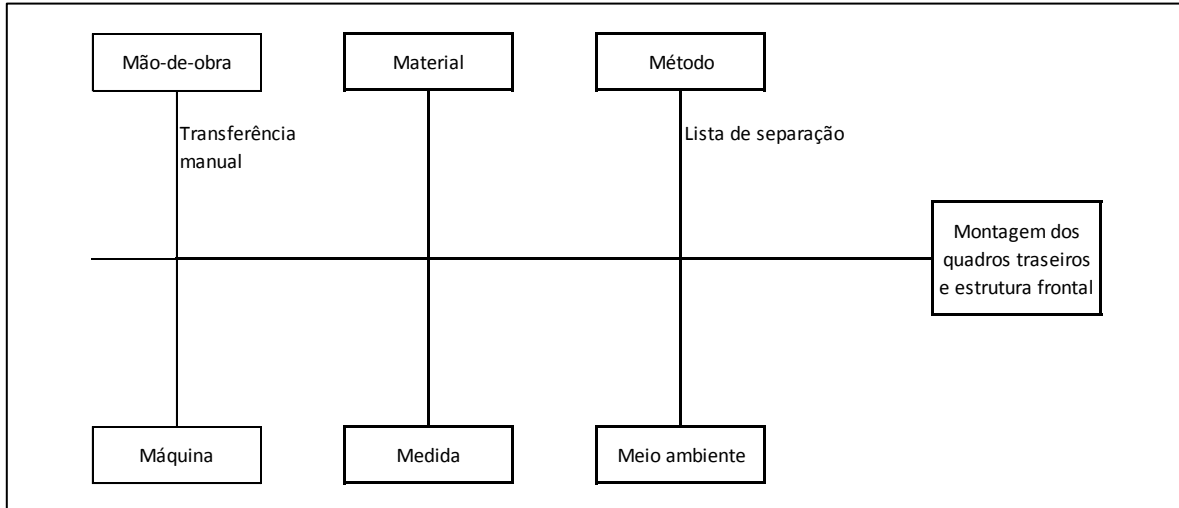 Mão-de-obra
Material
Método
Transferência
manual
Lista de separação
Montagem dos
quadros traseiros
e estrutura frontal
Máquina
Medida
Meio ambiente